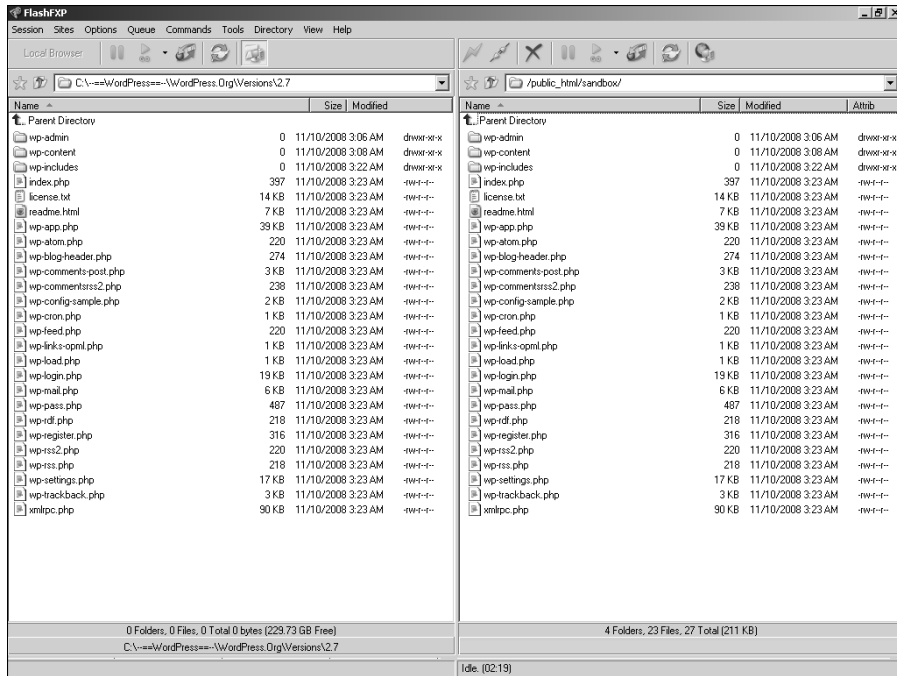 FlashFXP
Session Sites Options Queue Commands Tools Directory View Help
Local Browser
C:\--==WordPress==--\WordPress.Org\Versions\2.7
/public_html/sandbox/
Name Size Modified
Parent Directory
wp-admin 0 11/10/2008 3:06 AM drwxr-xr-x
wp-content 0 11/10/2008 3:08 AM drwxr-xr-x
wp-includes 0 11/10/2008 3:22 AM drwxr-xr-x
index.php 397 11/10/2008 3:23 AM -rw-r--r--
license.txt 14 KB 11/10/2008 3:23 AM -rw-r--r--
readme.html 7 KB 11/10/2008 3:23 AM -rw-r--r--
wp-app.php 39 KB 11/10/2008 3:23 AM -rw-r--r--
wp-atom.php 220 11/10/2008 3:23 AM -rw-r--r--
wp-blog-header.php 274 11/10/2008 3:23 AM -rw-r--r--
wp-comments-post.php 3 KB 11/10/2008 3:23 AM -rw-r--r--
wp-commentsrss2.php 238 11/10/2008 3:23 AM -rw-r--r--
wp-config-sample.php 2 KB 11/10/2008 3:23 AM -rw-r--r--
wp-cron.php 1 KB 11/10/2008 3:23 AM -rw-r--r--
wp-feed.php 220 11/10/2008 3:23 AM -rw-r--r--
wp-links-opml.php 1 KB 11/10/2008 3:23 AM -rw-r--r--
wp-load.php 1 KB 11/10/2008 3:23 AM -rw-r--r--
wp-login.php 19 KB 11/10/2008 3:23 AM -rw-r--r--
wp-mail.php 6 KB 11/10/2008 3:23 AM -rw-r--r--
wp-pass.php 487 11/10/2008 3:23 AM -rw-r--r--
wp-rdf.php 218 11/10/2008 3:23 AM -rw-r--r--
wp-register.php 316 11/10/2008 3:23 AM -rw-r--r--
wp-rss2.php 220 11/10/2008 3:23 AM -rw-r--r--
wp-rss.php 218 11/10/2008 3:23 AM -rw-r--r--
wp-settings.php 17 KB 11/10/2008 3:23 AM -rw-r--r--
wp-trackback.php 3 KB 11/10/2008 3:23 AM -rw-r--r--
xmlrpc.php 90 KB 11/10/2008 3:23 AM -rw-r--r--
0 Folders, 0 Files, 0 Total 0 bytes (229.73 GB Free)
C:\--==WordPress==--\WordPress.Org\Versions\2.7
Name Size Modified Attrib
Parent Directory
wp-admin 0 11/10/2008 3:06 AM drwxr-xr-x
wp-content 0 11/10/2008 3:08 AM drwxr-xr-x
wp-includes 0 11/10/2008 3:22 AM drwxr-xr-x
index.php 397 11/10/2008 3:23 AM -rw-r--r--
license.txt 14 KB 11/10/2008 3:23 AM -rw-r--r--
readme.html 7 KB 11/10/2008 3:23 AM -rw-r--r--
wp-app.php 39 KB 11/10/2008 3:23 AM -rw-r--r--
wp-atom.php 220 11/10/2008 3:23 AM -rw-r--r--
wp-blog-header.php 274 11/10/2008 3:23 AM -rw-r--r--
wp-comments-post.php 3 KB 11/10/2008 3:23 AM -rw-r--r--
wp-commentsrss2.php 238 11/10/2008 3:23 AM -rw-r--r--
wp-config-sample.php 2 KB 11/10/2008 3:23 AM -rw-r--r--
wp-cron.php 1 KB 11/10/2008 3:23 AM -rw-r--r--
wp-feed.php 220 11/10/2008 3:23 AM -rw-r--r--
wp-links-opml.php 1 KB 11/10/2008 3:23 AM -rw-r--r--
wp-load.php 1 KB 11/10/2008 3:23 AM -rw-r--r--
wp-login.php 19 KB 11/10/2008 3:23 AM -rw-r--r--
wp-mail.php 6 KB 11/10/2008 3:23 AM -rw-r--r--
wp-pass.php 487 11/10/2008 3:23 AM -rw-r--r--
wp-rdf.php 218 11/10/2008 3:23 AM -rw-r--r--
wp-register.php 316 11/10/2008 3:23 AM -rw-r--r--
wp-rss2.php 220 11/10/2008 3:23 AM -rw-r--r--
wp-rss.php 218 11/10/2008 3:23 AM -rw-r--r--
wp-settings.php 17 KB 11/10/2008 3:23 AM -rw-r--r--
wp-trackback.php 3 KB 11/10/2008 3:23 AM -rw-r--r--
xmlrpc.php 90 KB 11/10/2008 3:23 AM -rw-r--r--
4 Folders, 23 Files, 27 Total (211 KB)
Idle. (02:19)